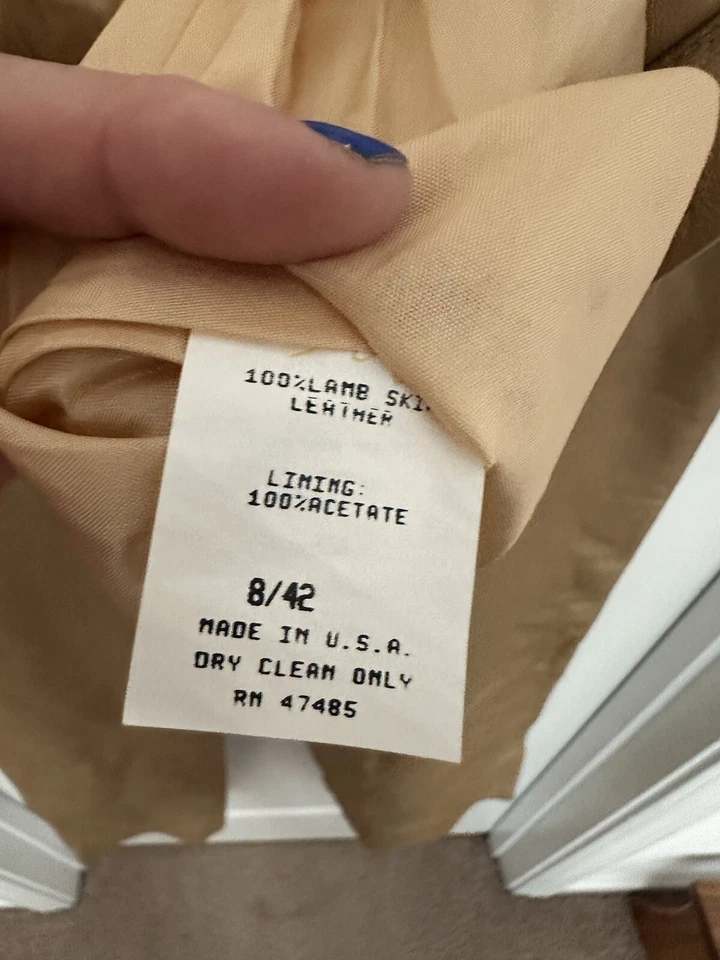 100%LAMB SKI
LEATHER
LINING:
100%ACETATE
8/42
MADE IN U.S.A.
DRY CLEAN ONLY
RN 47485